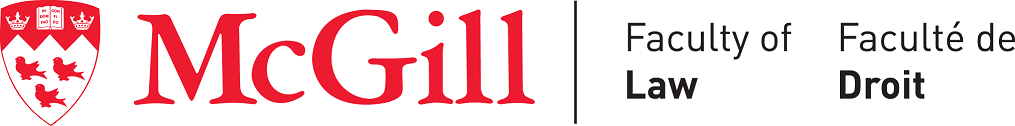 McGill
Faculty of
Law
Faculté de
Droit